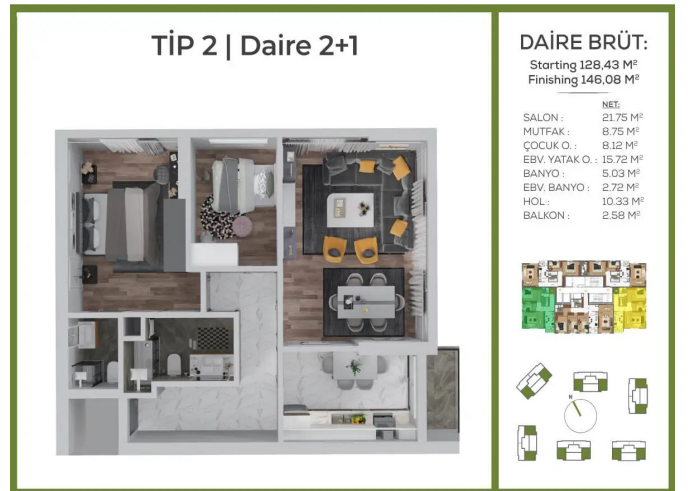 TİP 2 | Daire 2+1
DAİRE BRÜT:
Starting 128,43 M²
Finishing 146,08 M²
NET:
SALON : 21.75 M²
MUTFAK : 8.75 M²
ÇOCUK O. : 8.12 M²
EBV. YATAK O. : 15.72 M²
BANYO : 5.03 M²
EBV. BANYO : 2.72 M²
HOL : 10.33 M²
BALKON : 2.58 M²
N